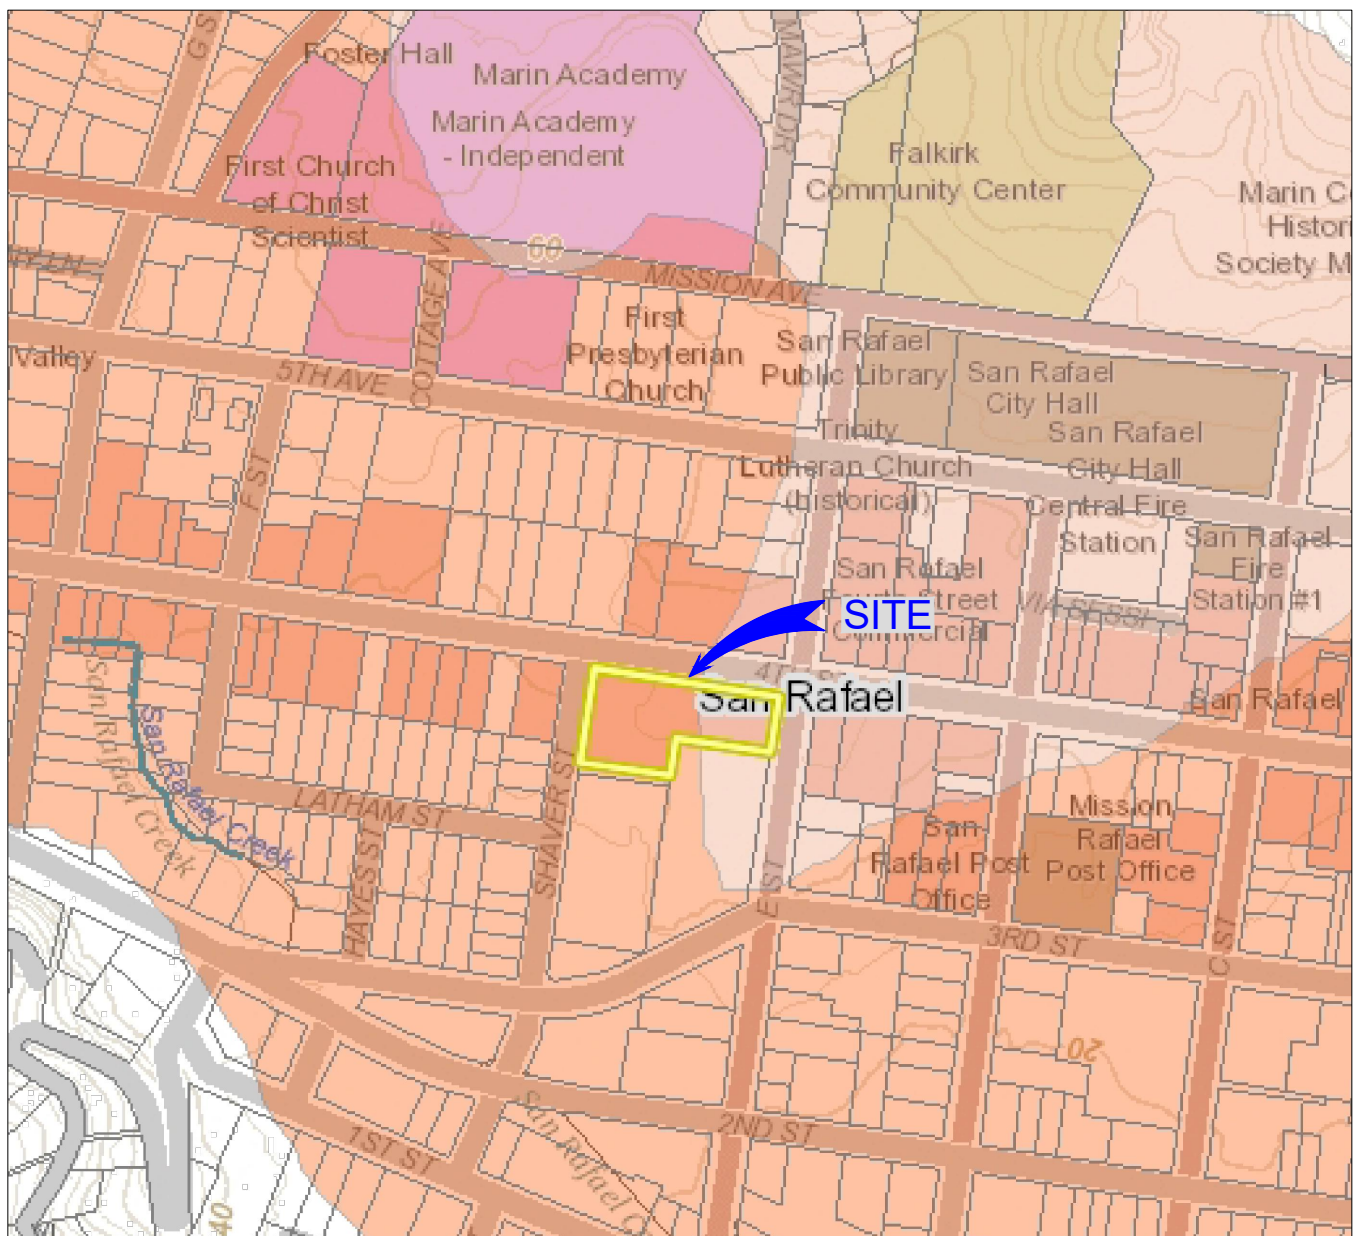 G S
Foster Hall
Marin Academy
Marin Academy
- Independent
MAWR DR
Falkirk
Community Center
First Church
of Christ
Scientist
Marin C
Histor
Society M
60
MISSION AVE
COTTAGE AVE
First
Presbyterian
Church
San Rafael
Public Library
San Rafael
City Hall
San Rafael
City Hall
Valley
5TH AVE
Trinity
Lutheran Church
(historical)
Central Fire
Station
San Rafael
Fire
Station #1
F ST
San Rafael
Fourth Street
Commercial
SITE
4TH
San Rafael
San Rafael
San Rafael Creek
San Rafael Creek
LATHAM ST
SHAVER ST
HAYES ST
E ST
San
Rafael Post
Office
Mission
Rafael
Post Office
3RD ST
C ST
20
2ND ST
1ST ST
San Rafael C
40